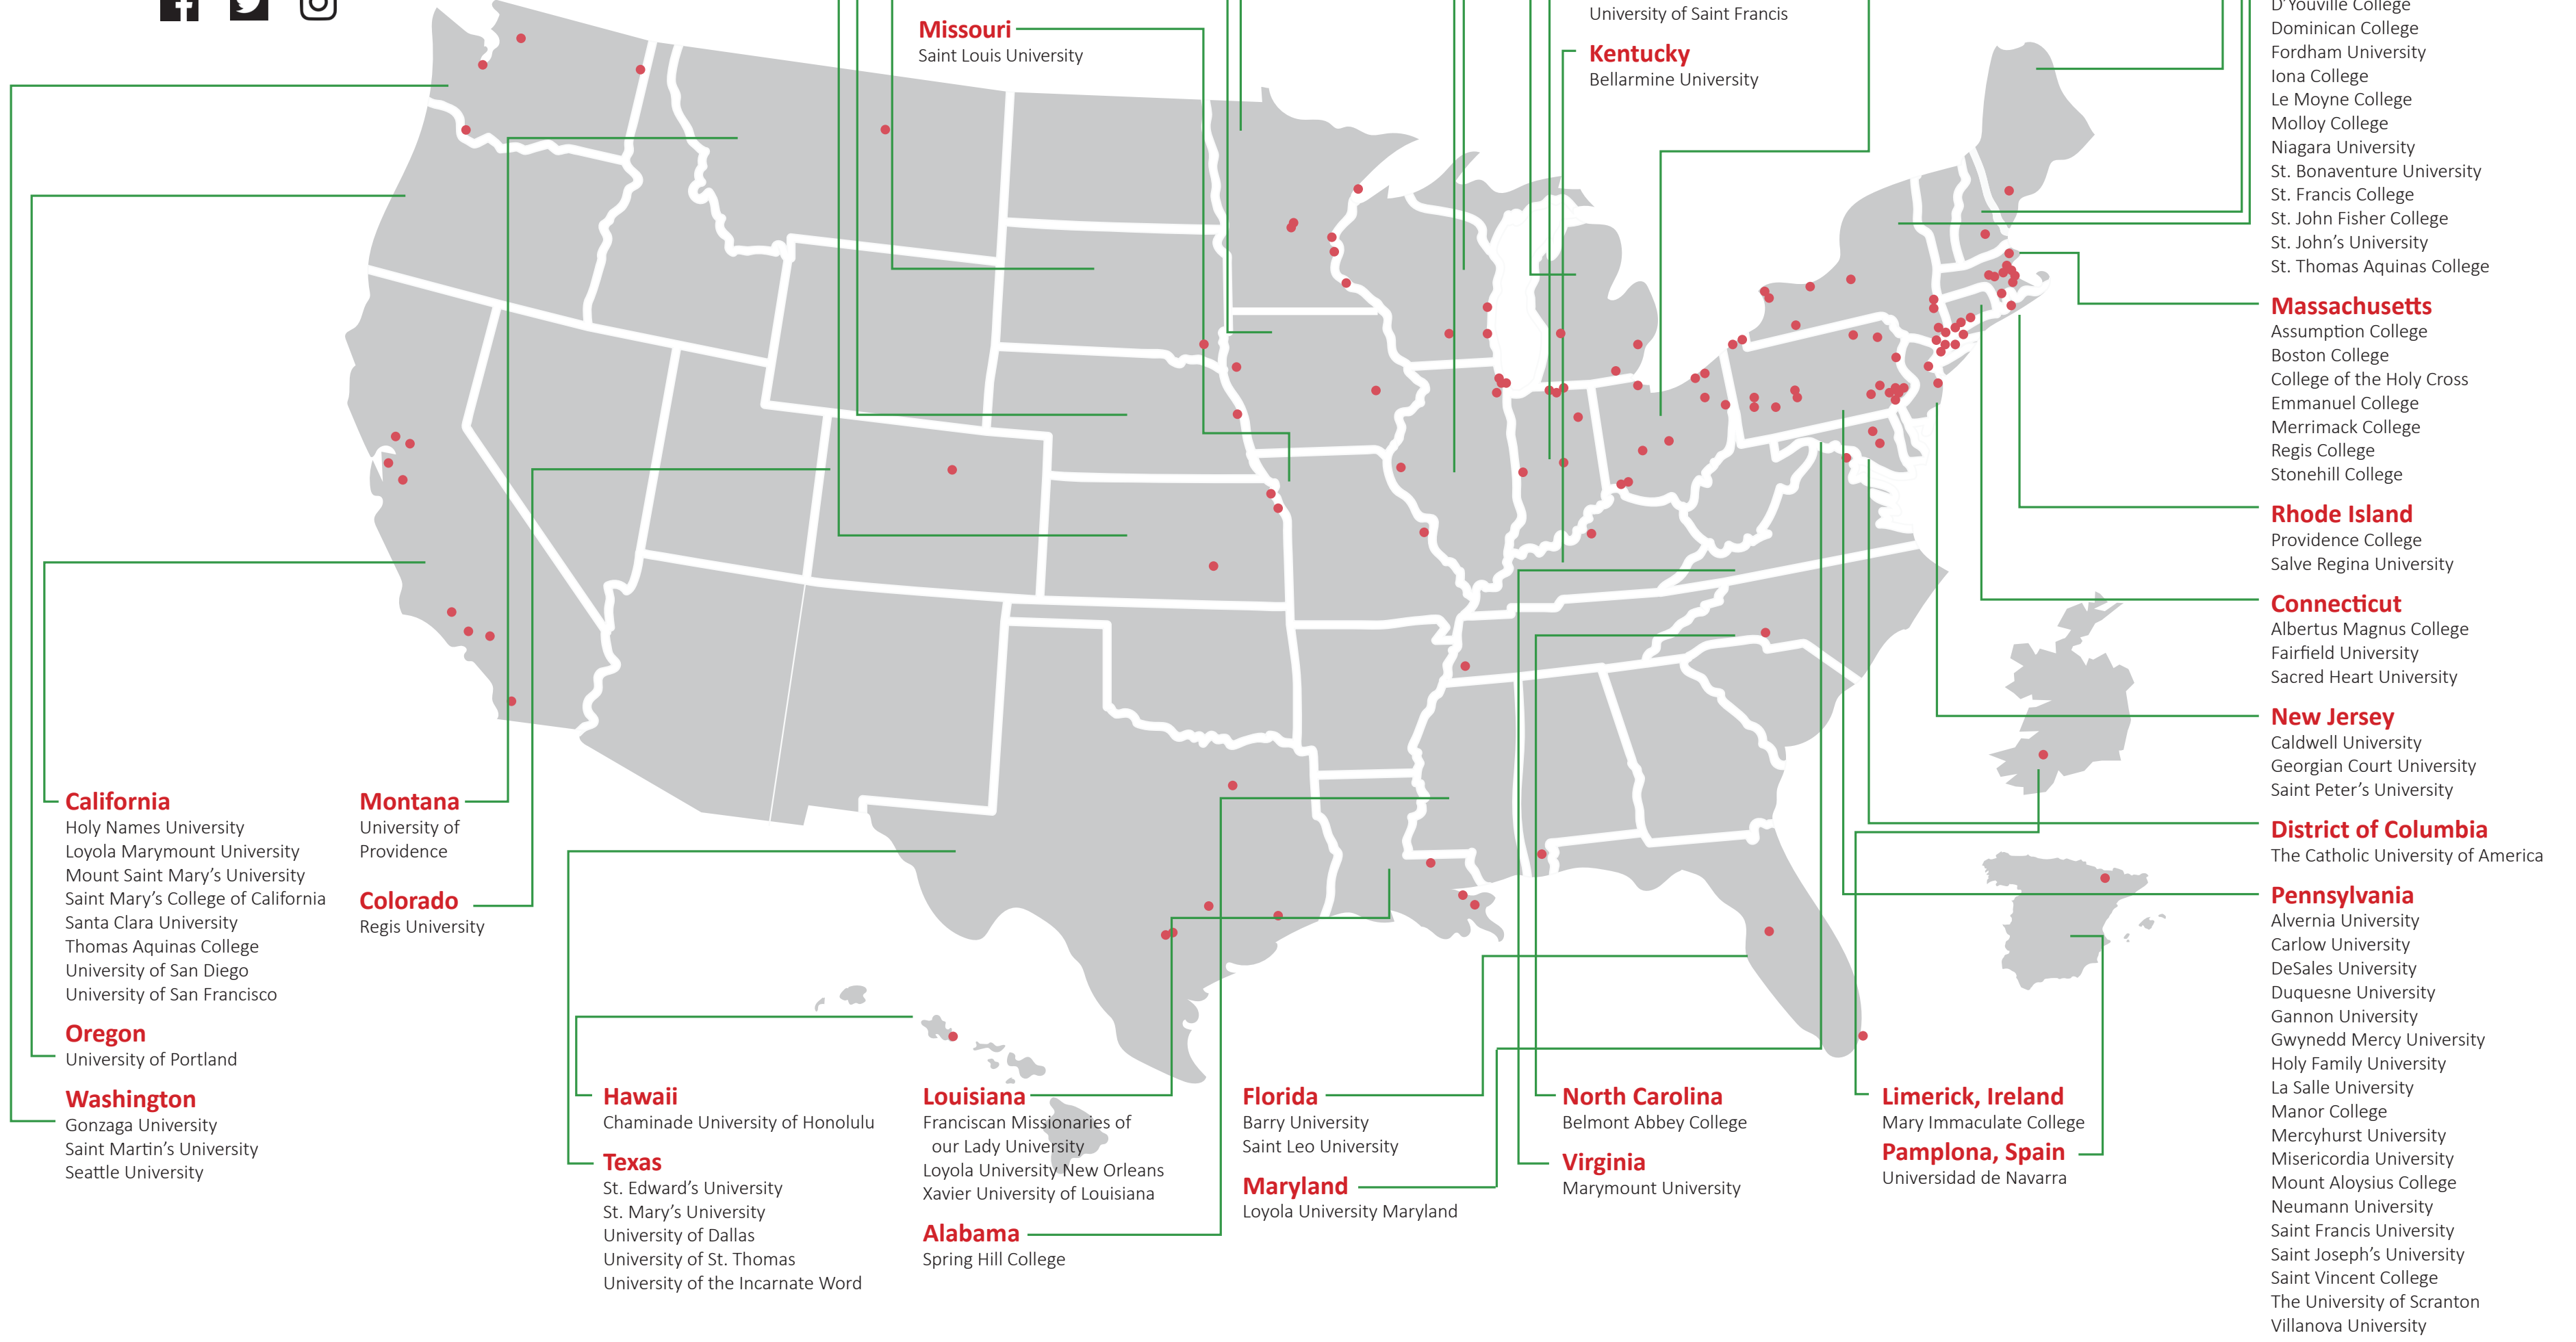 Missouri
Saint Louis University
University of Saint Francis
Kentucky
Bellarmine University
D'Youville College
Dominican College
Fordham University
Iona College
Le Moyne College
Molloy College
Niagara University
St. Bonaventure University
St. Francis College
St. John Fisher College
St. John's University
St. Thomas Aquinas College
Massachusetts
Assumption College
Boston College
College of the Holy Cross
Emmanuel College
Merrimack College
Regis College
Stonehill College
Rhode Island
Providence College
Salve Regina University
Connecticut
Albertus Magnus College
Fairfield University
Sacred Heart University
New Jersey
Caldwell University
Georgian Court University
Saint Peter's University
District of Columbia
The Catholic University of America
Pennsylvania
Alvernia University
Carlow University
DeSales University
Duquesne University
Gannon University
Gwynedd Mercy University
Holy Family University
La Salle University
Manor College
Mercyhurst University
Misericordia University
Mount Aloysius College
Neumann University
Saint Francis University
Saint Joseph's University
Saint Vincent College
The University of Scranton
Villanova University
California
Holy Names University
Loyola Marymount University
Mount Saint Mary's University
Saint Mary's College of California
Santa Clara University
Thomas Aquinas College
University of San Diego
University of San Francisco
Oregon
University of Portland
Washington
Gonzaga University
Saint Martin's University
Seattle University
Montana
University of
Providence
Colorado
Regis University
Hawaii
Chaminade University of Honolulu
Texas
St. Edward's University
St. Mary's University
University of Dallas
University of St. Thomas
University of the Incarnate Word
Louisiana
Franciscan Missionaries of
our Lady University
Loyola University New Orleans
Xavier University of Louisiana
Alabama
Spring Hill College
Florida
Barry University
Saint Leo University
Maryland
Loyola University Maryland
North Carolina
Belmont Abbey College
Virginia
Marymount University
Limerick, Ireland
Mary Immaculate College
Pamplona, Spain
Universidad de Navarra